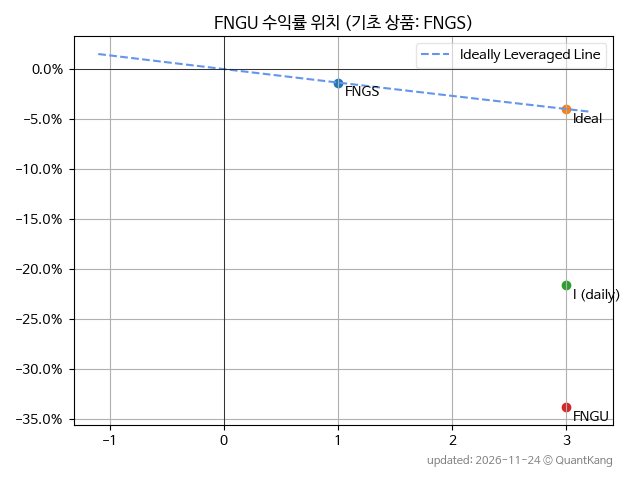 FNGU 수익률 위치 (기초 상품: FNGS)
Ideally Leveraged Line
0.0%
FNGS
−5.0%
Ideal
−10.0%
−15.0%
−20.0%
I (daily)
−25.0%
−30.0%
−35.0%
FNGU
−1
0
1
2
3
updated: 2026-11-24 © QuantKang